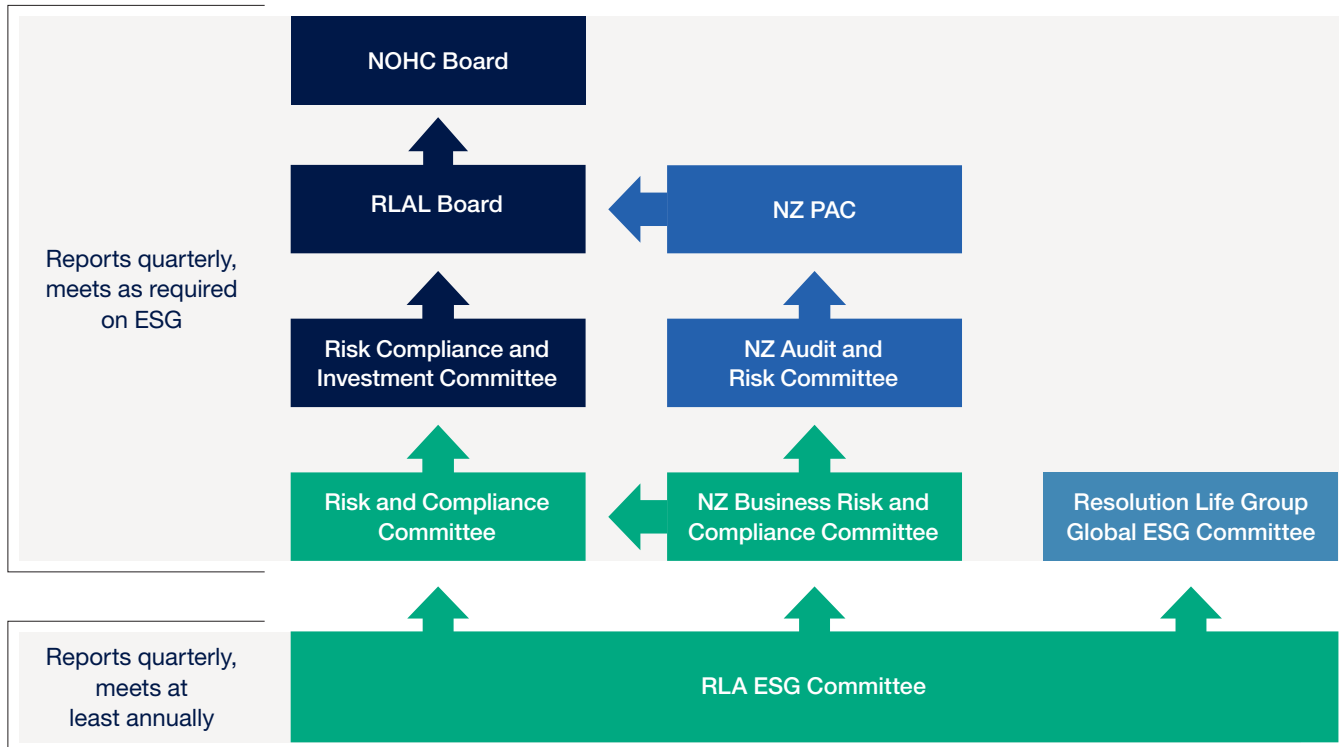 NOHC Board
RLAL Board
NZ PAC
Reports quarterly,
meets as required
on ESG
Risk Compliance and
Investment Committee
NZ Audit and
Risk Committee
Risk and Compliance
Committee
NZ Business Risk and
Compliance Committee
Resolution Life Group
Global ESG Committee
Reports quarterly,
meets at
least annually
RLA ESG Committee